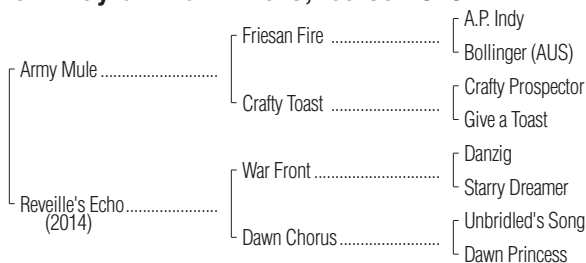 A.P. Indy
Friesan Fire ..............................
Bollinger (AUS)
Army Mule ................................
Crafty Prospector
Crafty Toast ..............................
Give a Toast
Danzig
War Front ..................................
Starry Dreamer
Reveille's Echo.........................
(2014)
Unbridled's Song
Dawn Chorus............................
Dawn Princess